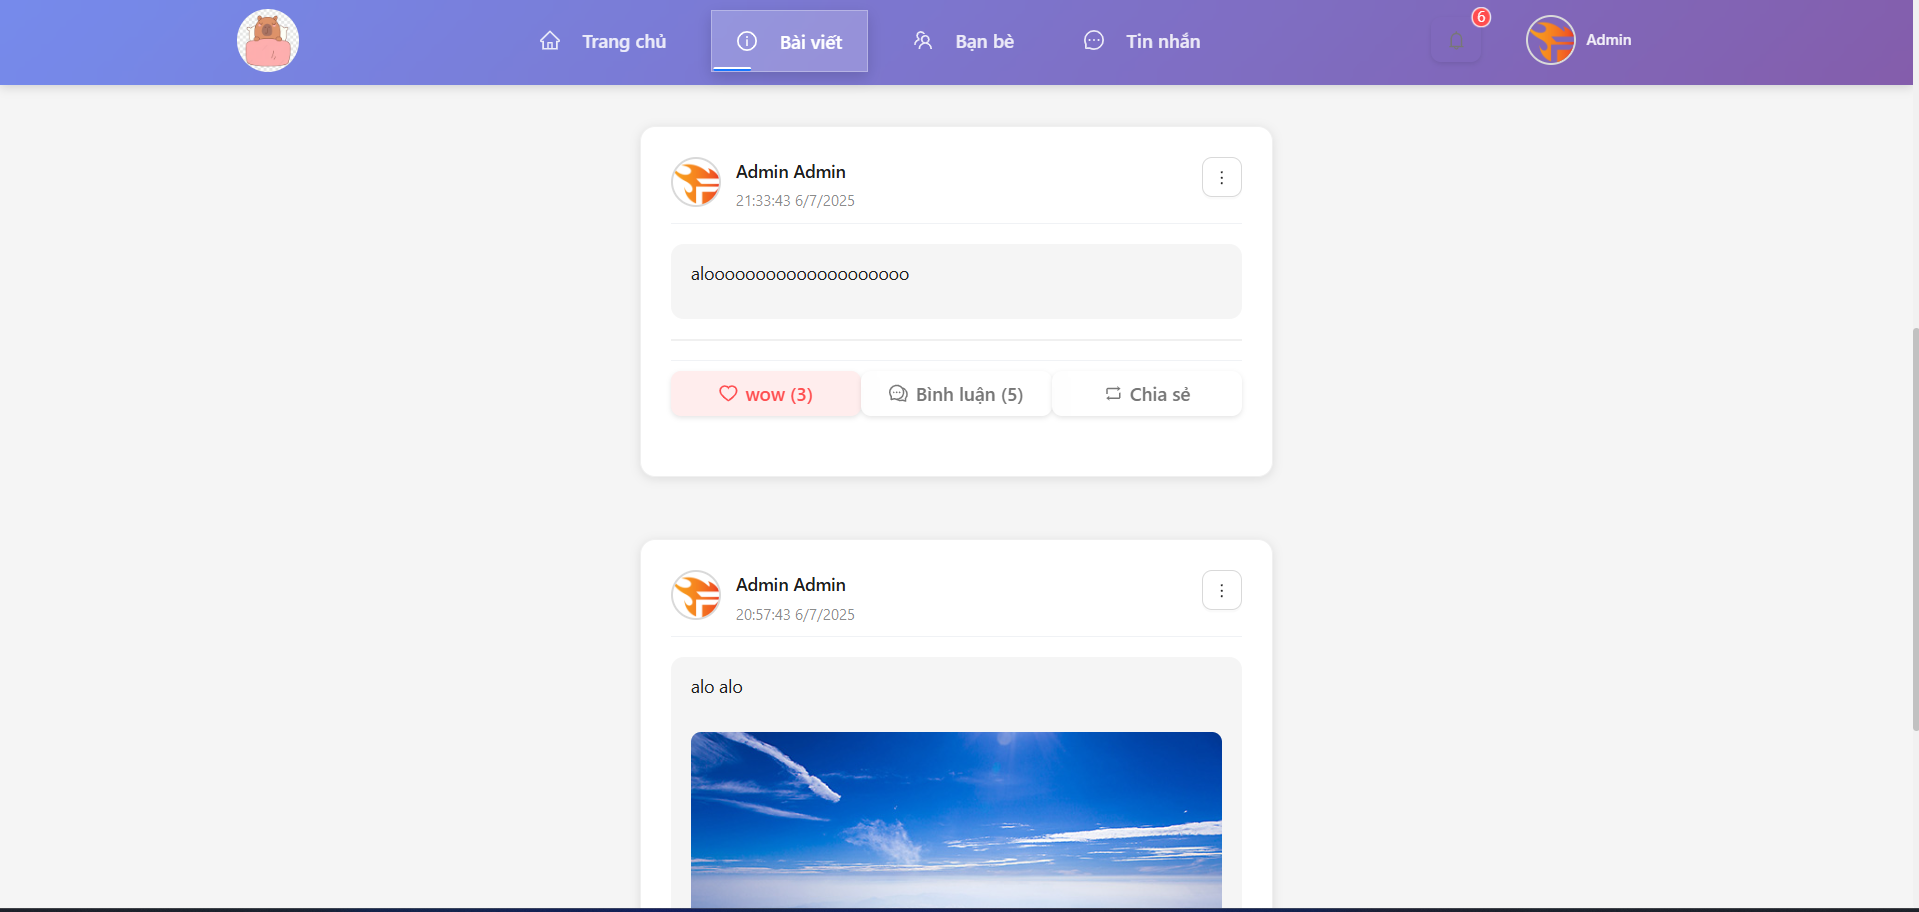 Trang chủ
Bài viết
Bạn bè
Tin nhắn
6
Admin
Admin Admin
21:33:43 6/7/2025
aloooooooooooooooooooo
wow (3)
Bình luận (5)
Chia sẻ
Admin Admin
20:57:43 6/7/2025
alo alo